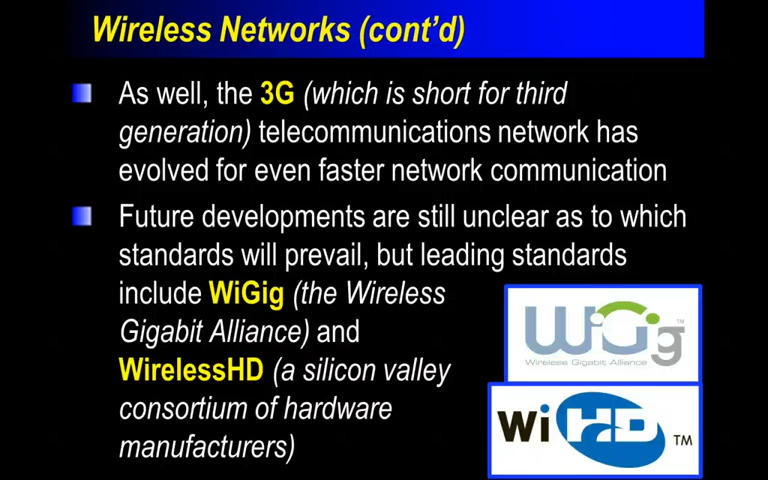 Wireless Networks (cont’d)
As well, the 3G (which is short for third
generation) telecommunications network has
evolved for even faster network communication
Future developments are still unclear as to which
standards will prevail, but leading standards
include WiGig (the Wireless
Gigabit Alliance) and
WirelessHD (a silicon valley
consortium of hardware
manufacturers)
WiGig™
Wireless Gigabit Alliance
Wi HD ™